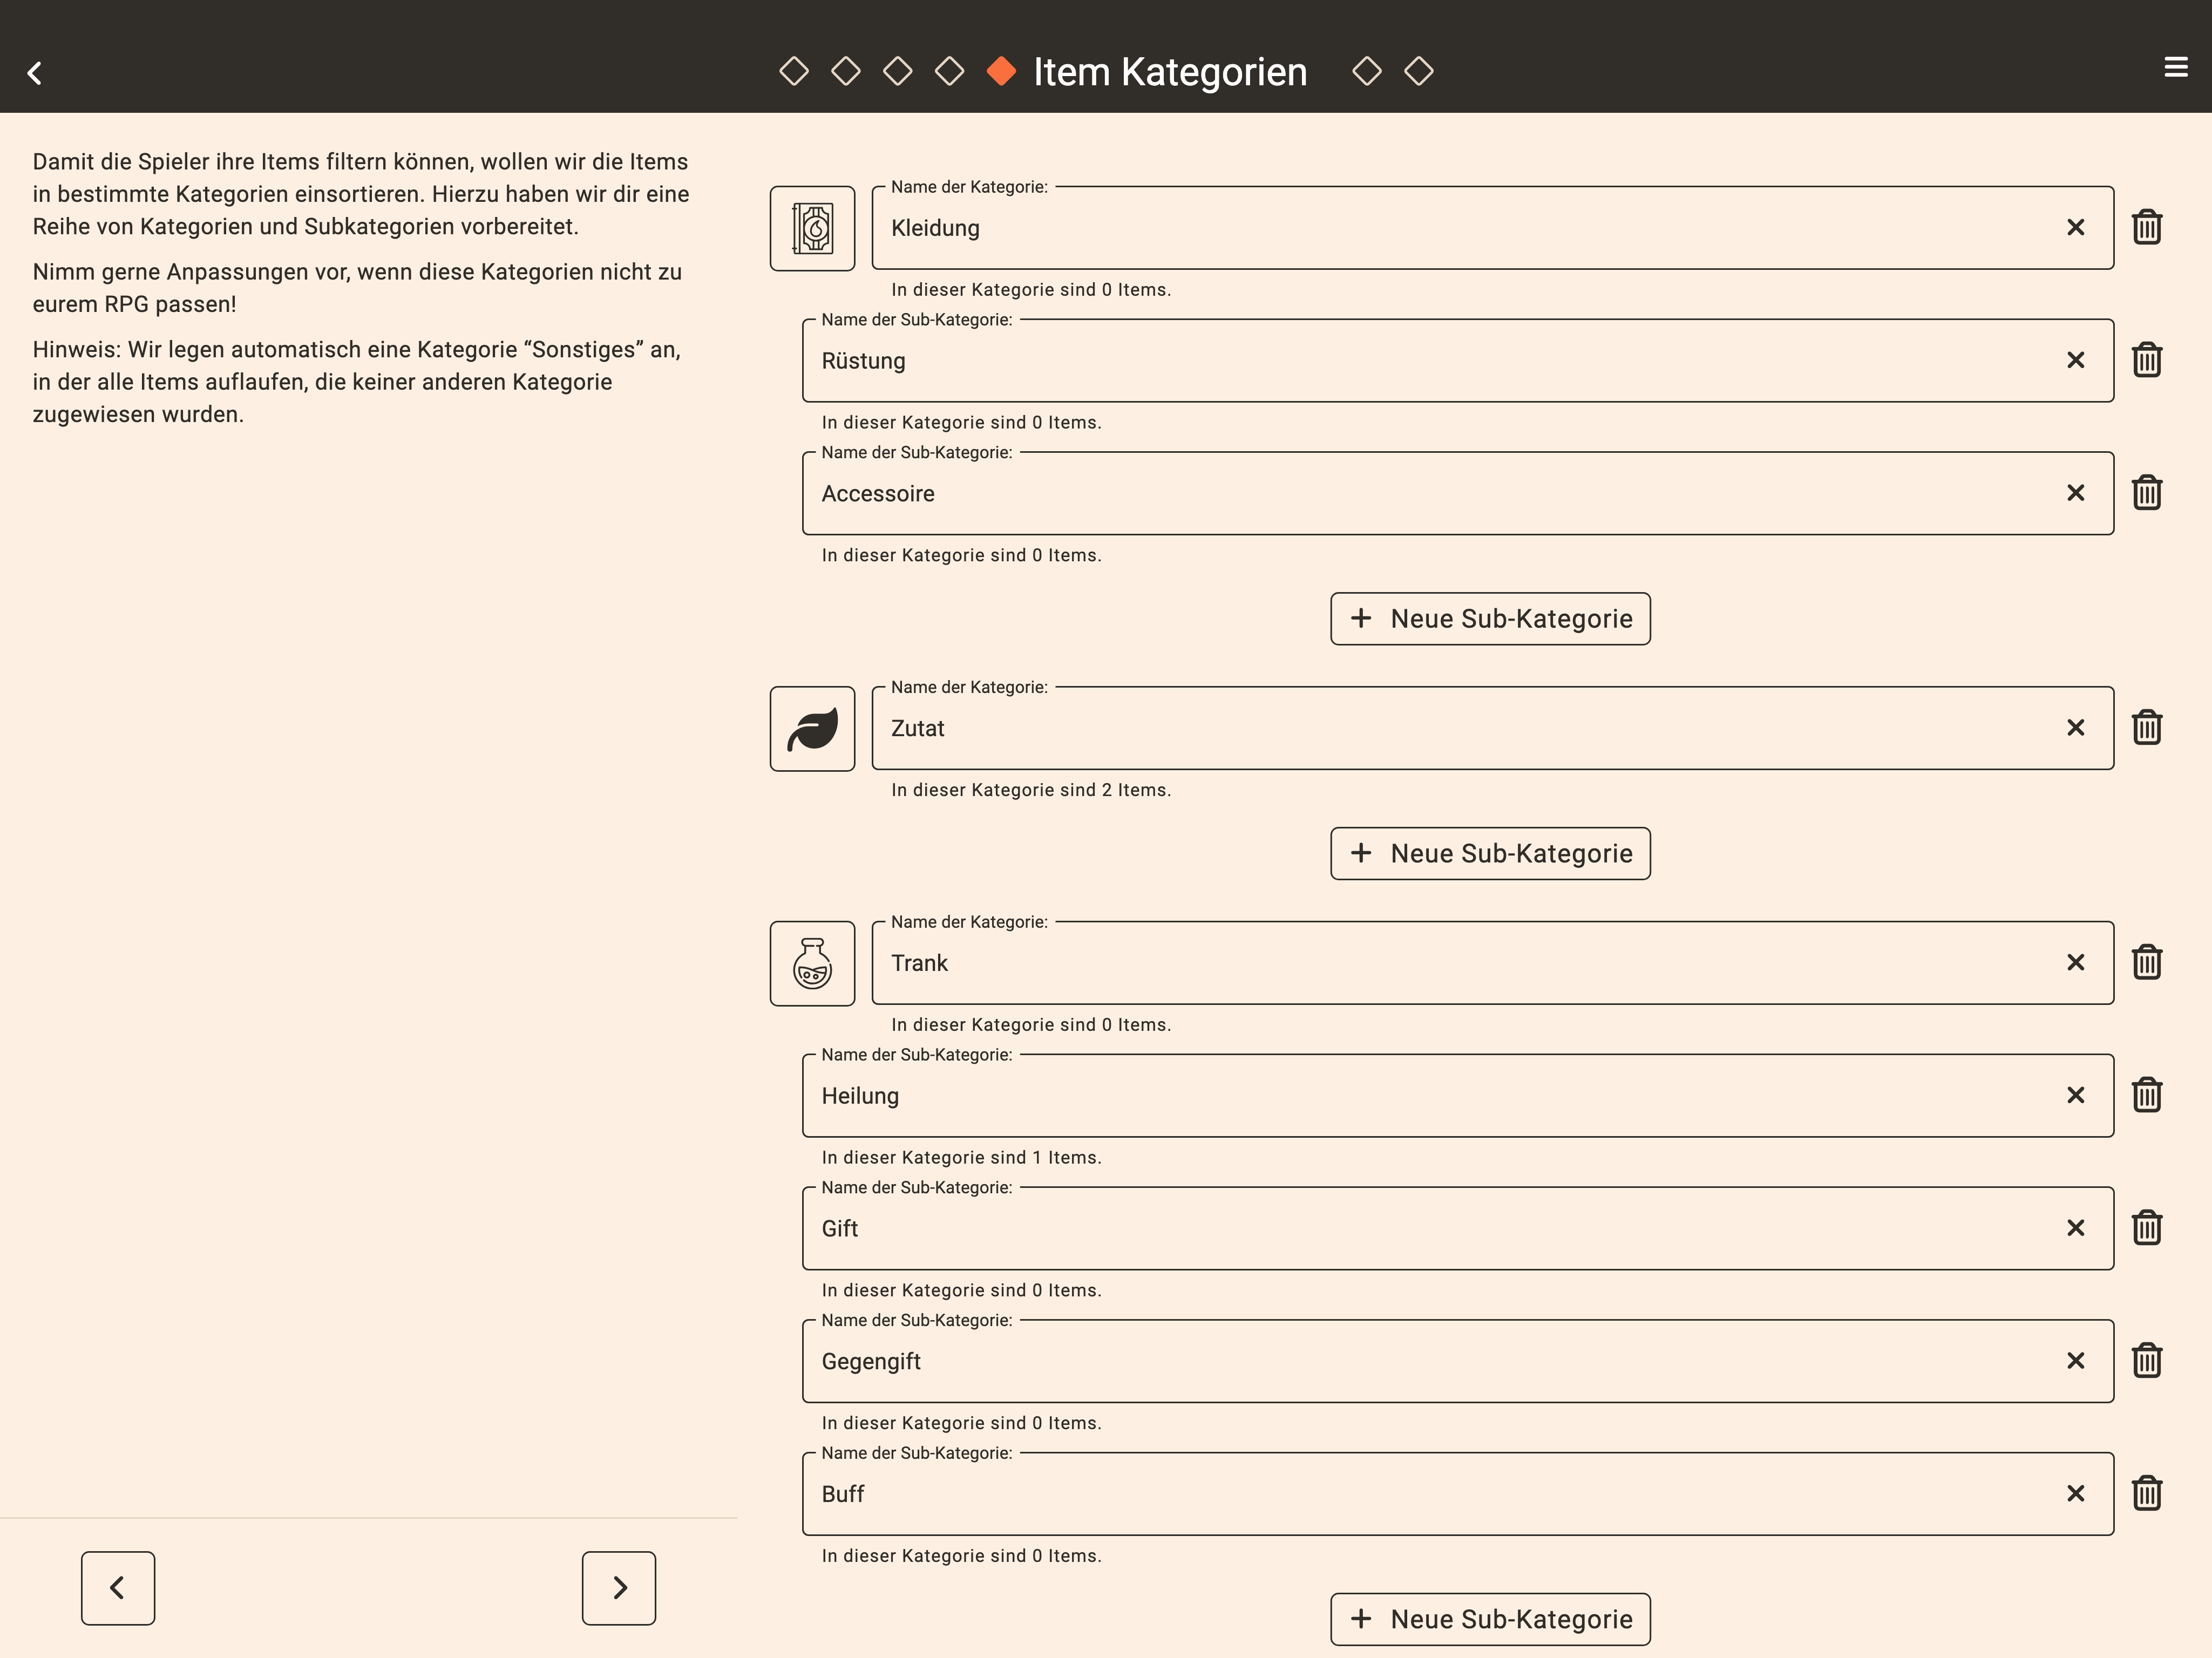 Item Kategorien
Damit die Spieler ihre Items filtern können, wollen wir die Items
in bestimmte Kategorien einsortieren. Hierzu haben wir dir eine
Reihe von Kategorien und Subkategorien vorbereitet.
Nimm gerne Anpassungen vor, wenn diese Kategorien nicht zu
eurem RPG passen!
Hinweis: Wir legen automatisch eine Kategorie “Sonstiges” an,
in der alle Items auflaufen, die keiner anderen Kategorie
zugewiesen wurden.
Name der Kategorie:
Kleidung
In dieser Kategorie sind 0 Items.
Name der Sub-Kategorie:
Rüstung
In dieser Kategorie sind 0 Items.
Name der Sub-Kategorie:
Accessoire
In dieser Kategorie sind 0 Items.
+ Neue Sub-Kategorie
Name der Kategorie:
Zutat
In dieser Kategorie sind 2 Items.
+ Neue Sub-Kategorie
Name der Kategorie:
Trank
In dieser Kategorie sind 0 Items.
Name der Sub-Kategorie:
Heilung
In dieser Kategorie sind 1 Items.
Name der Sub-Kategorie:
Gift
In dieser Kategorie sind 0 Items.
Name der Sub-Kategorie:
Gegengift
In dieser Kategorie sind 0 Items.
Name der Sub-Kategorie:
Buff
In dieser Kategorie sind 0 Items.
+ Neue Sub-Kategorie